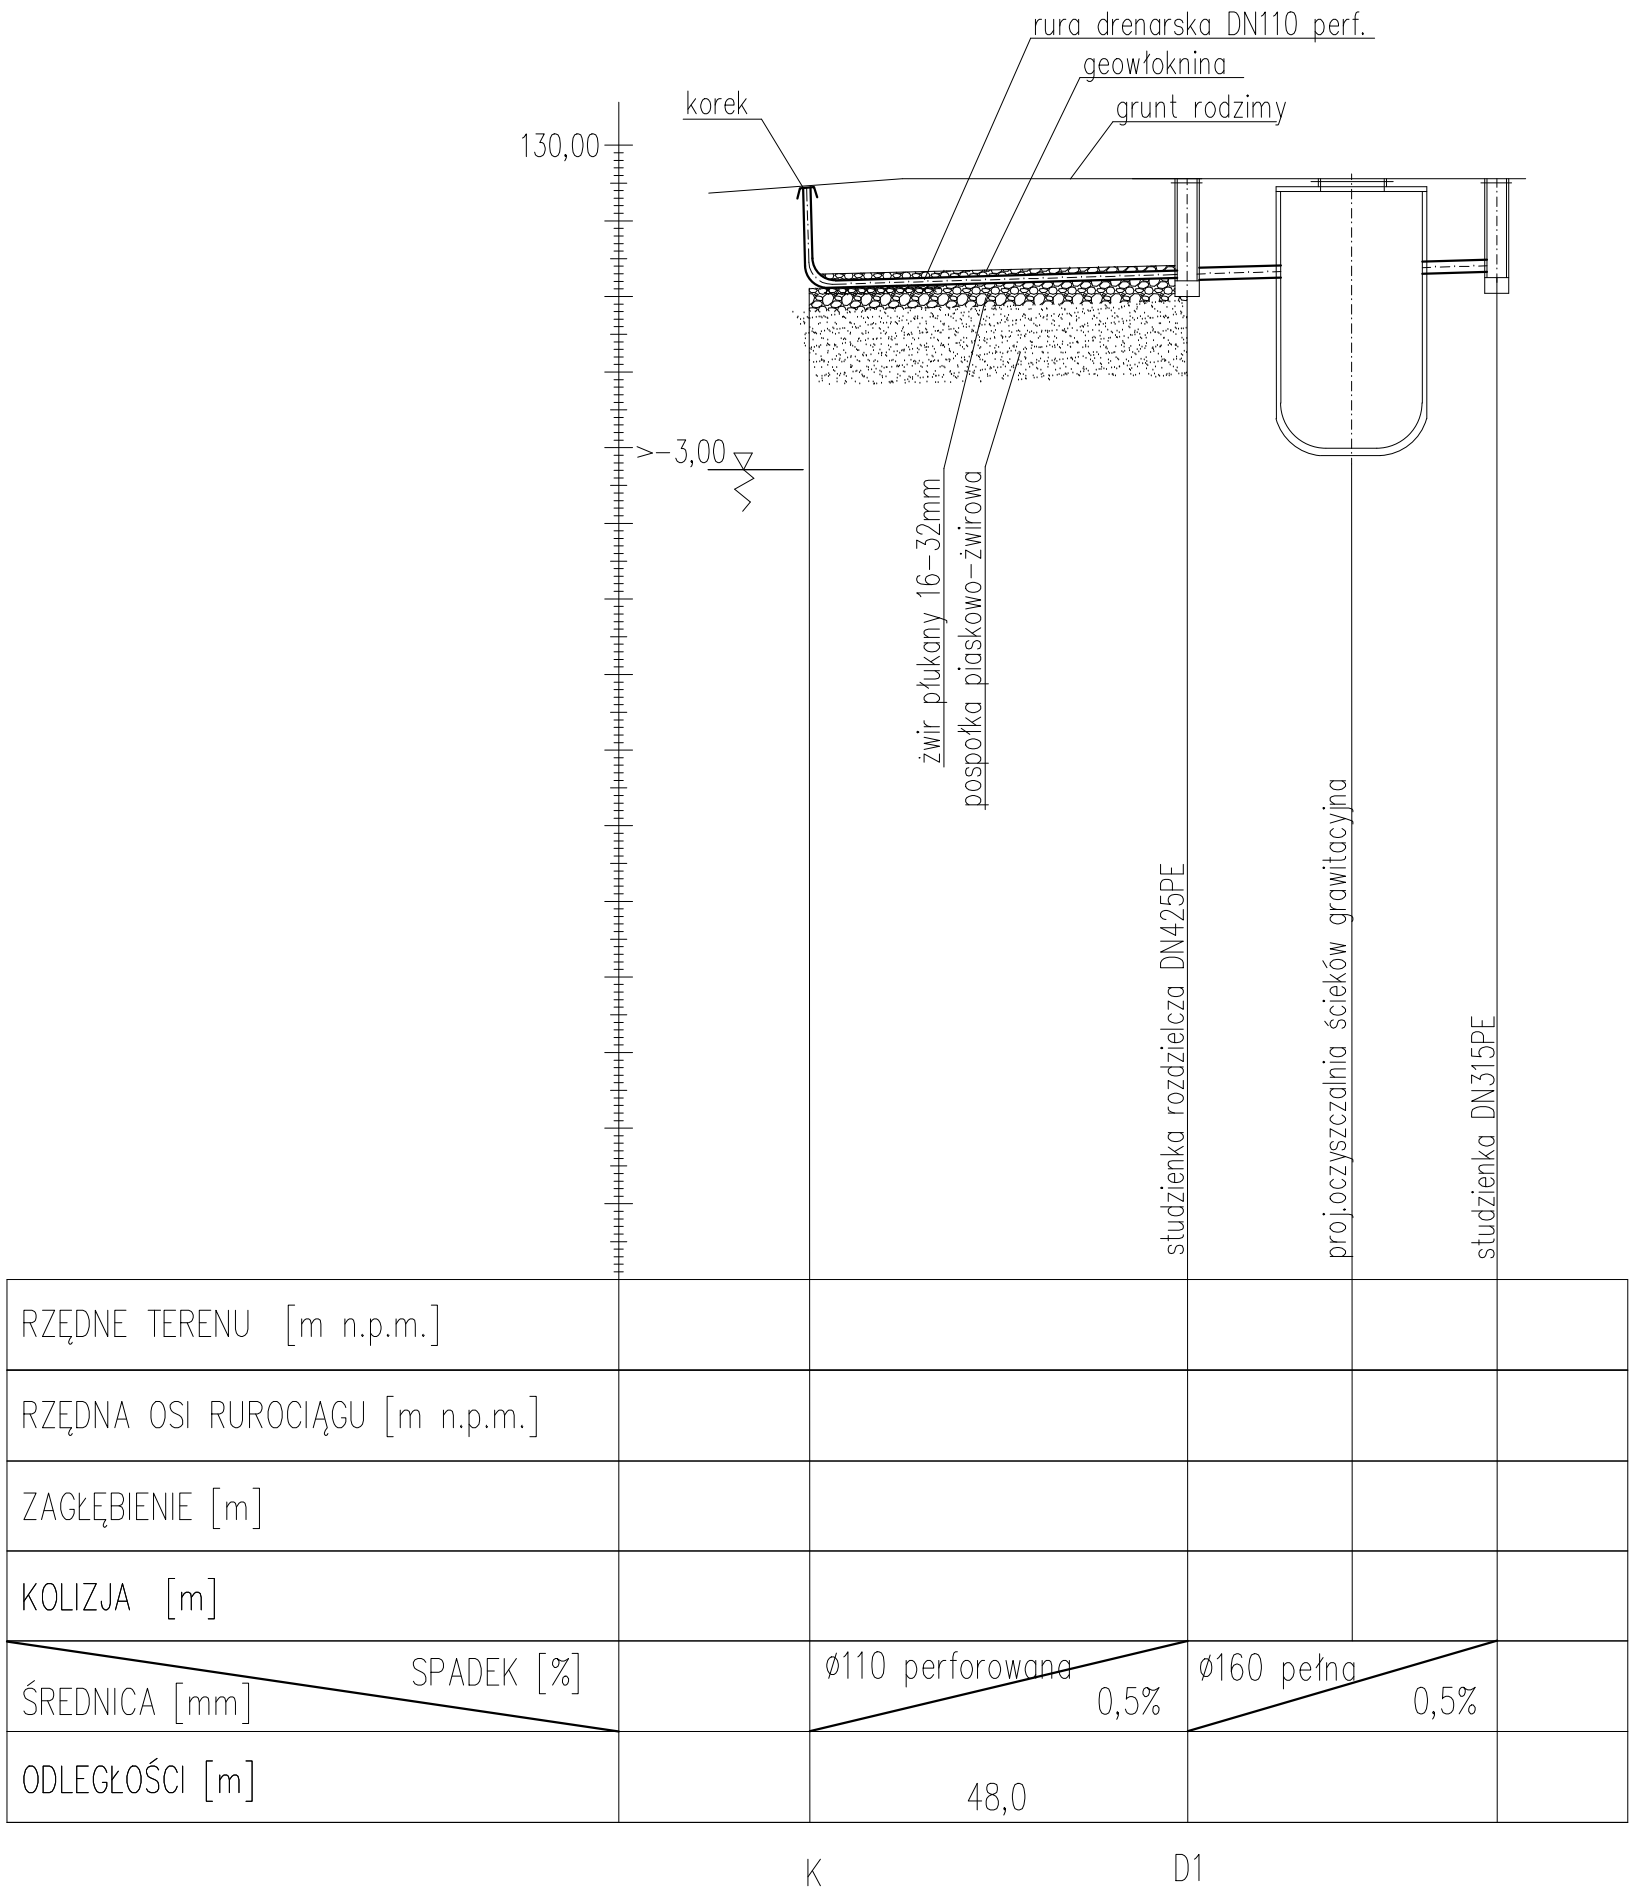 rura drenarska DN110 perf.
geowłoknina
korek
grunt rodzimy
130,00
>-3,00
żwir płukany 16-32mm
pospołka piaskowo-żwirowa
studzienka rozdzielcza DN425PE
proj.oczyszczalnia ścieków grawitacyjna
studzienka DN315PE
RZĘDNE TERENU [m n.p.m.]
RZĘDNA OSI RUROCIĄGU [m n.p.m.]
ZAGŁĘBIENIE [m]
KOLIZJA [m]
SPADEK [%]
ŚREDNICA [mm]
Ø110 perforowana
0,5%
Ø160 pełna
0,5%
ODLEGŁOŚCI [m]
48,0
K
D1